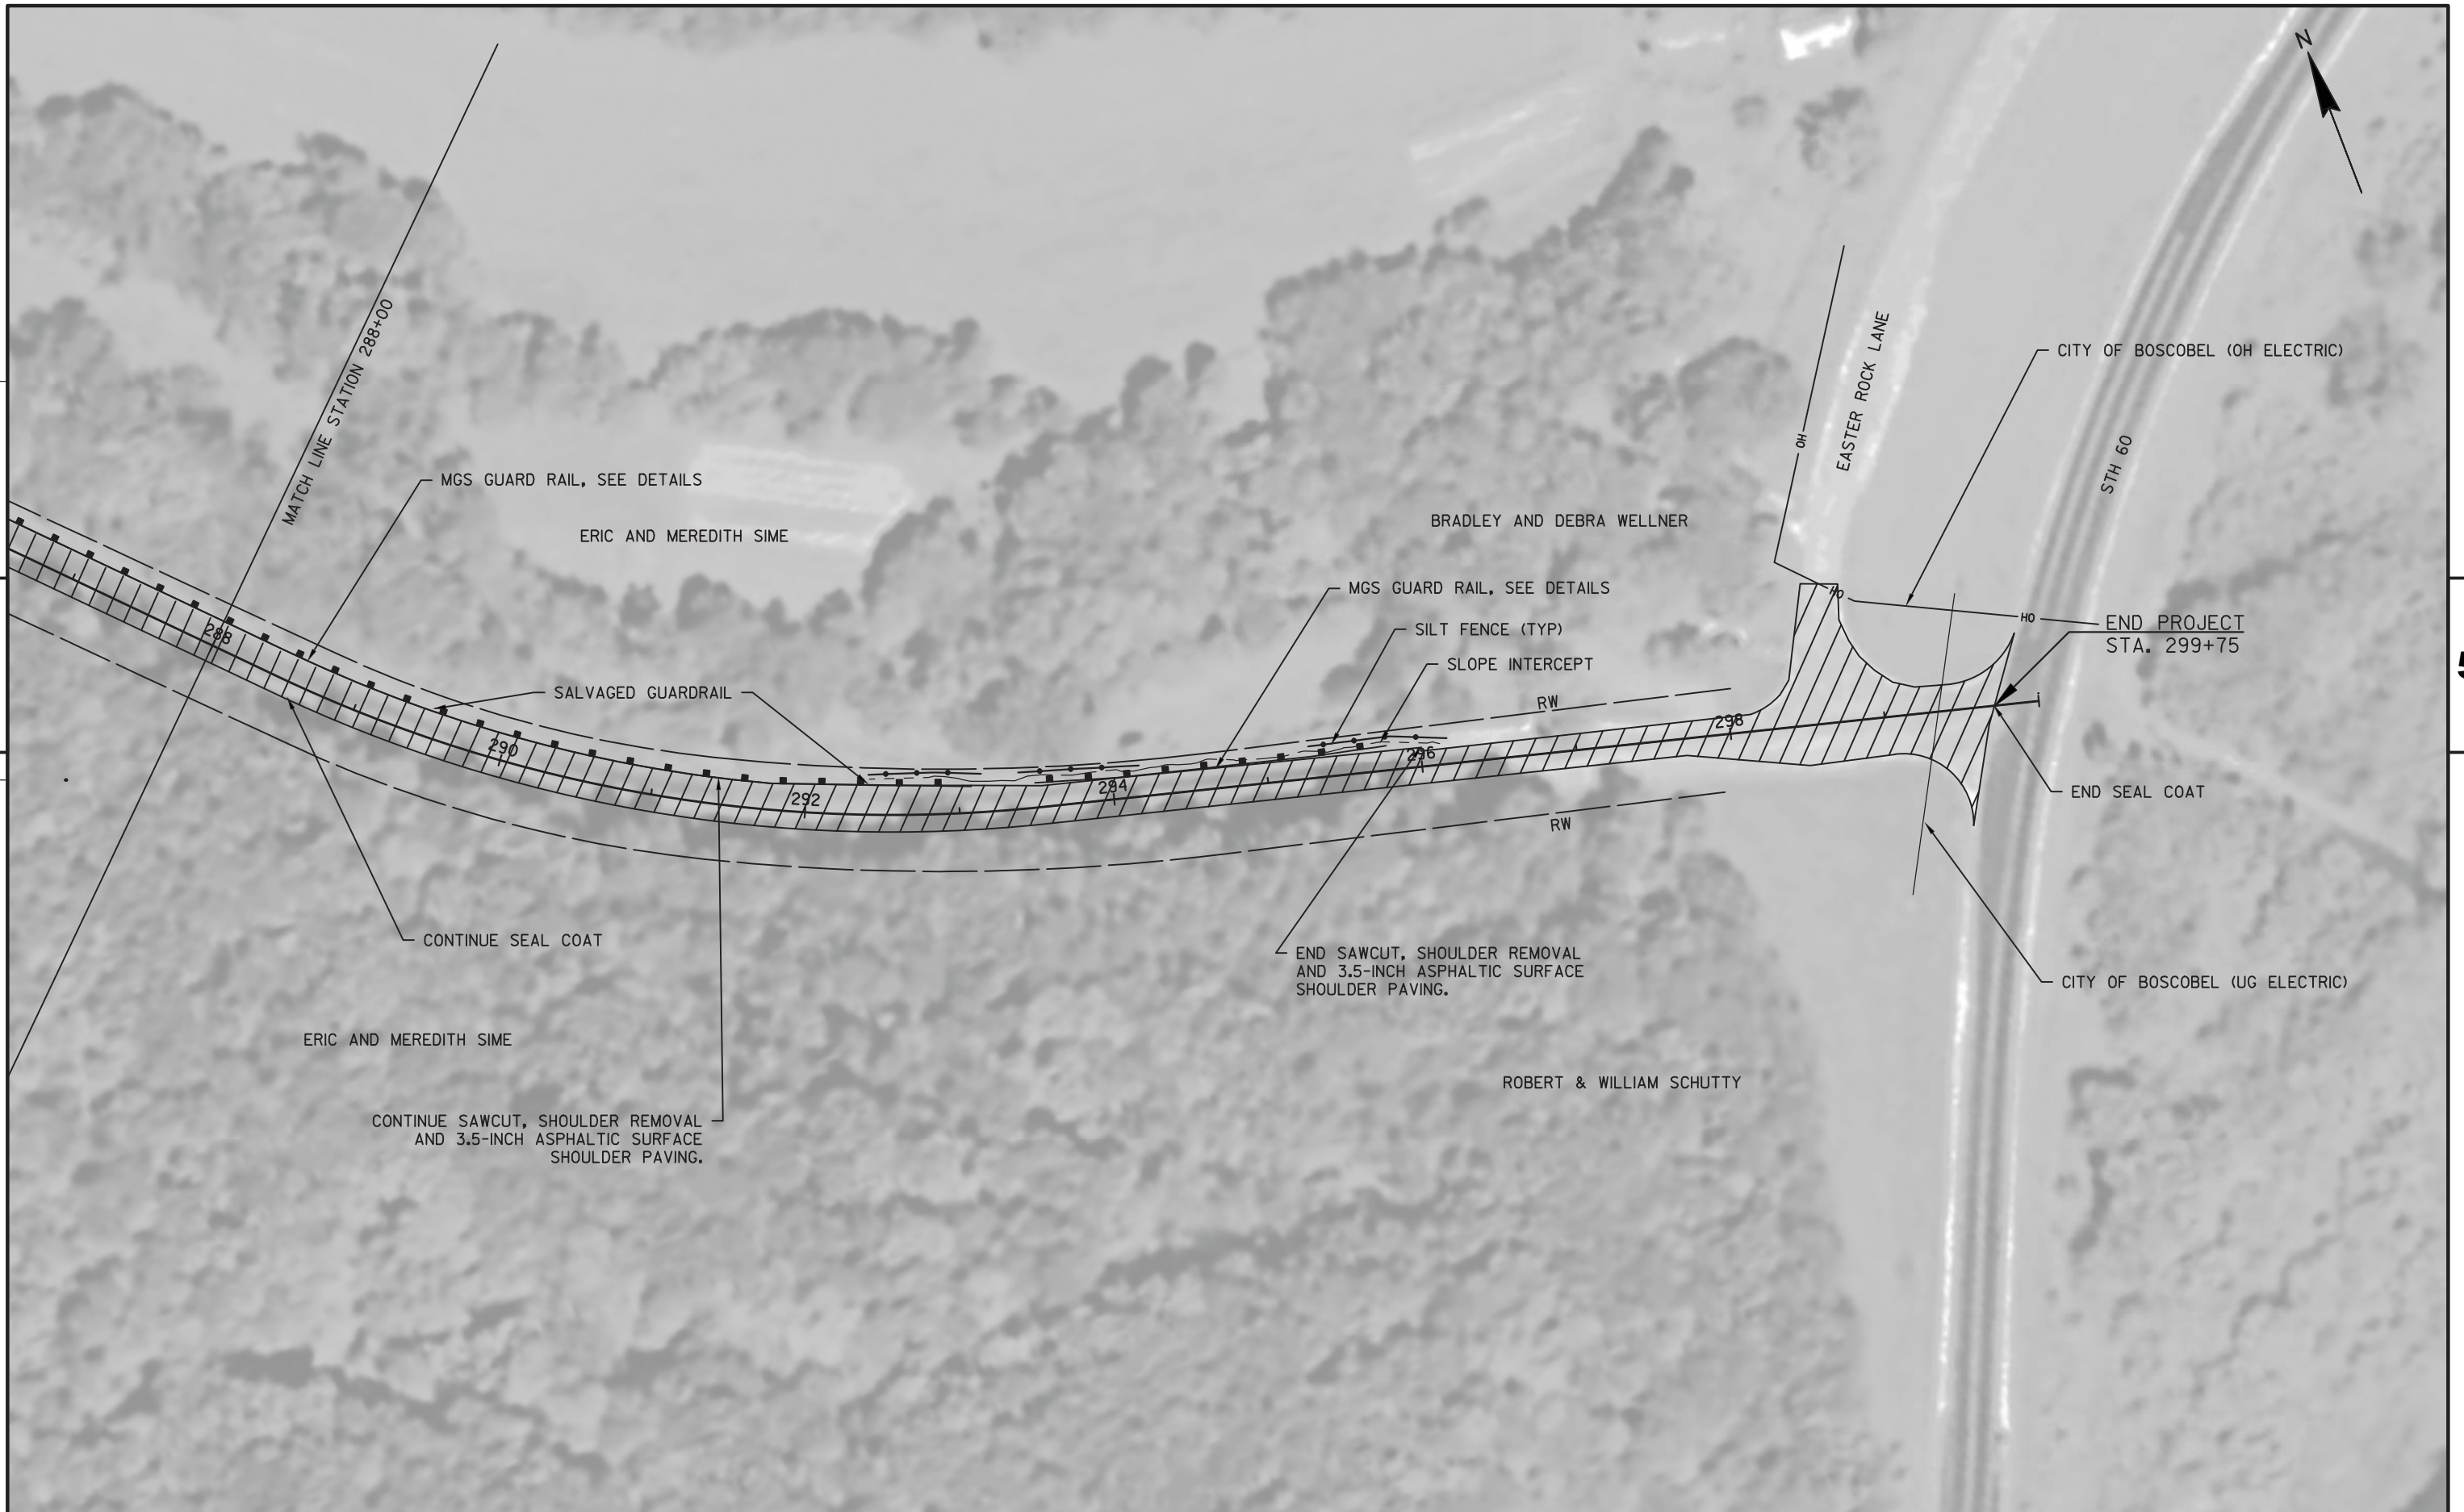 N
MATCH LINE STATION 288+00
EASTER ROCK LANE
OH
STH 60
CITY OF BOSCOBEL (OH ELECTRIC)
MGS GUARD RAIL, SEE DETAILS
ERIC AND MEREDITH SIME
BRADLEY AND DEBRA WELLNER
MGS GUARD RAIL, SEE DETAILS
SILT FENCE (TYP)
SLOPE INTERCEPT
OH
OH
END PROJECT
STA. 299+75
SALVAGED GUARDRAIL
RW
288
290
292
294
296
298
RW
END SEAL COAT
CONTINUE SEAL COAT
END SAWCUT, SHOULDER REMOVAL
AND 3.5-INCH ASPHALTIC SURFACE
SHOULDER PAVING.
CITY OF BOSCOBEL (UG ELECTRIC)
ERIC AND MEREDITH SIME
ROBERT & WILLIAM SCHUTTY
CONTINUE SAWCUT, SHOULDER REMOVAL
AND 3.5-INCH ASPHALTIC SURFACE
SHOULDER PAVING.